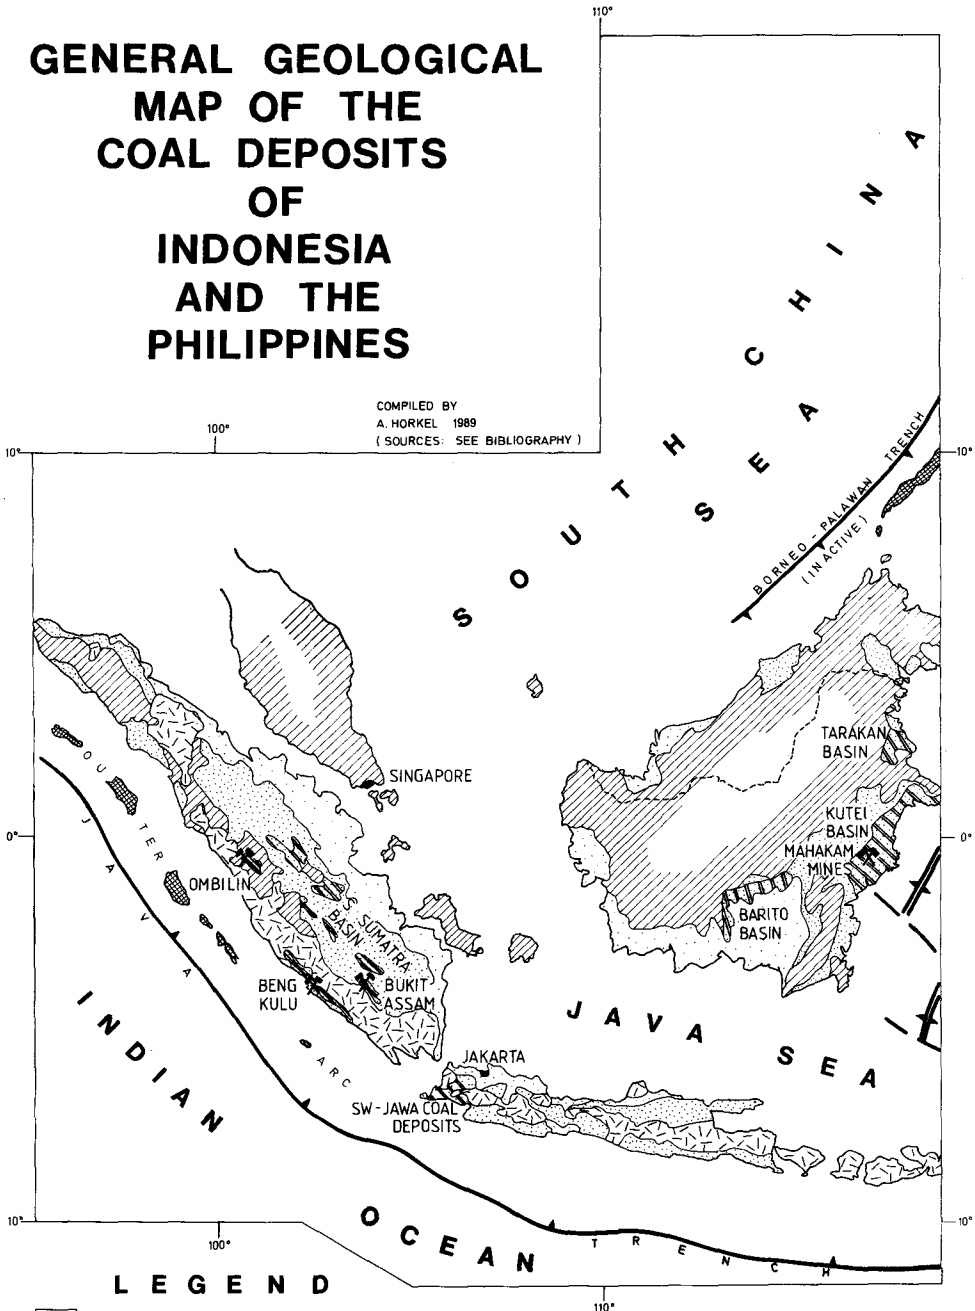 GENERAL GEOLOGICAL
MAP OF THE
COAL DEPOSITS
OF
INDONESIA
AND THE
PHILIPPINES
COMPILED BY
A. HORKEL 1989
( SOURCES: SEE BIBLIOGRAPHY )
110°
100°
10°
10°
SOUTH CHINA
SEA
BORNEO - PALAWAN TRENCH
(INACTIVE)
SINGAPORE
TARAKAN
BASIN
KUTEI
BASIN
MAHAKAM
MINE
BARITO
BASIN
0°
0°
OUTER
ARC
JAVA
TRENCH
OMBILIN
S. SUMATRA
BASIN
BENG
KULU
BUKIT
ASSAM
JAVA SEA
JAKARTA
SW-JAWA COAL
DEPOSITS
INDIAN
OCEAN
10°
10°
100°
110°
LEGEND